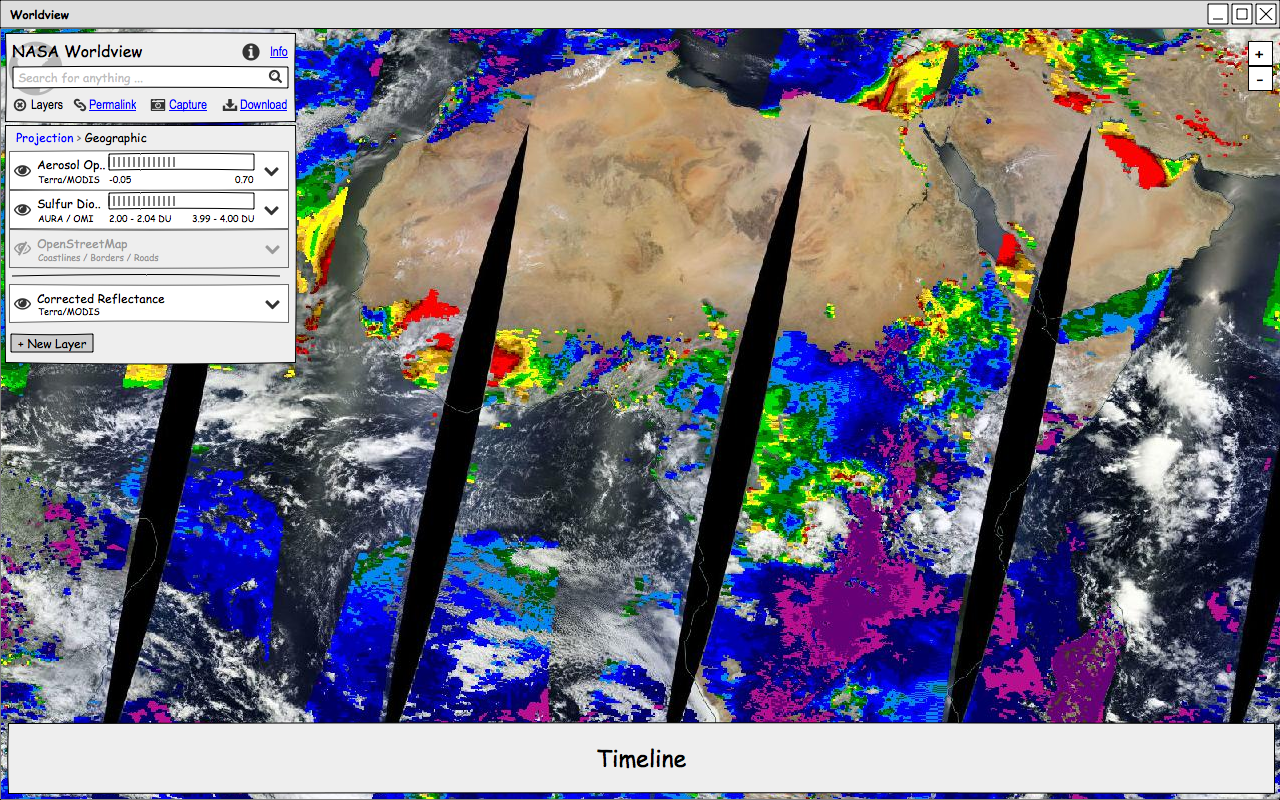 Worldview
NASA Worldview
Info
Search for anything ...
Layers Permalink Capture Download
+
-
Projection > Geographic
Aerosol Op..
Terra/MODIS -0.05 0.70
Sulfur Dio..
AURA / OMI 2.00 - 2.04 DU 3.99 - 4.00 DU
OpenStreetMap
Coastlines / Borders / Roads
Corrected Reflectance
Terra/MODIS
+ New Layer
Timeline